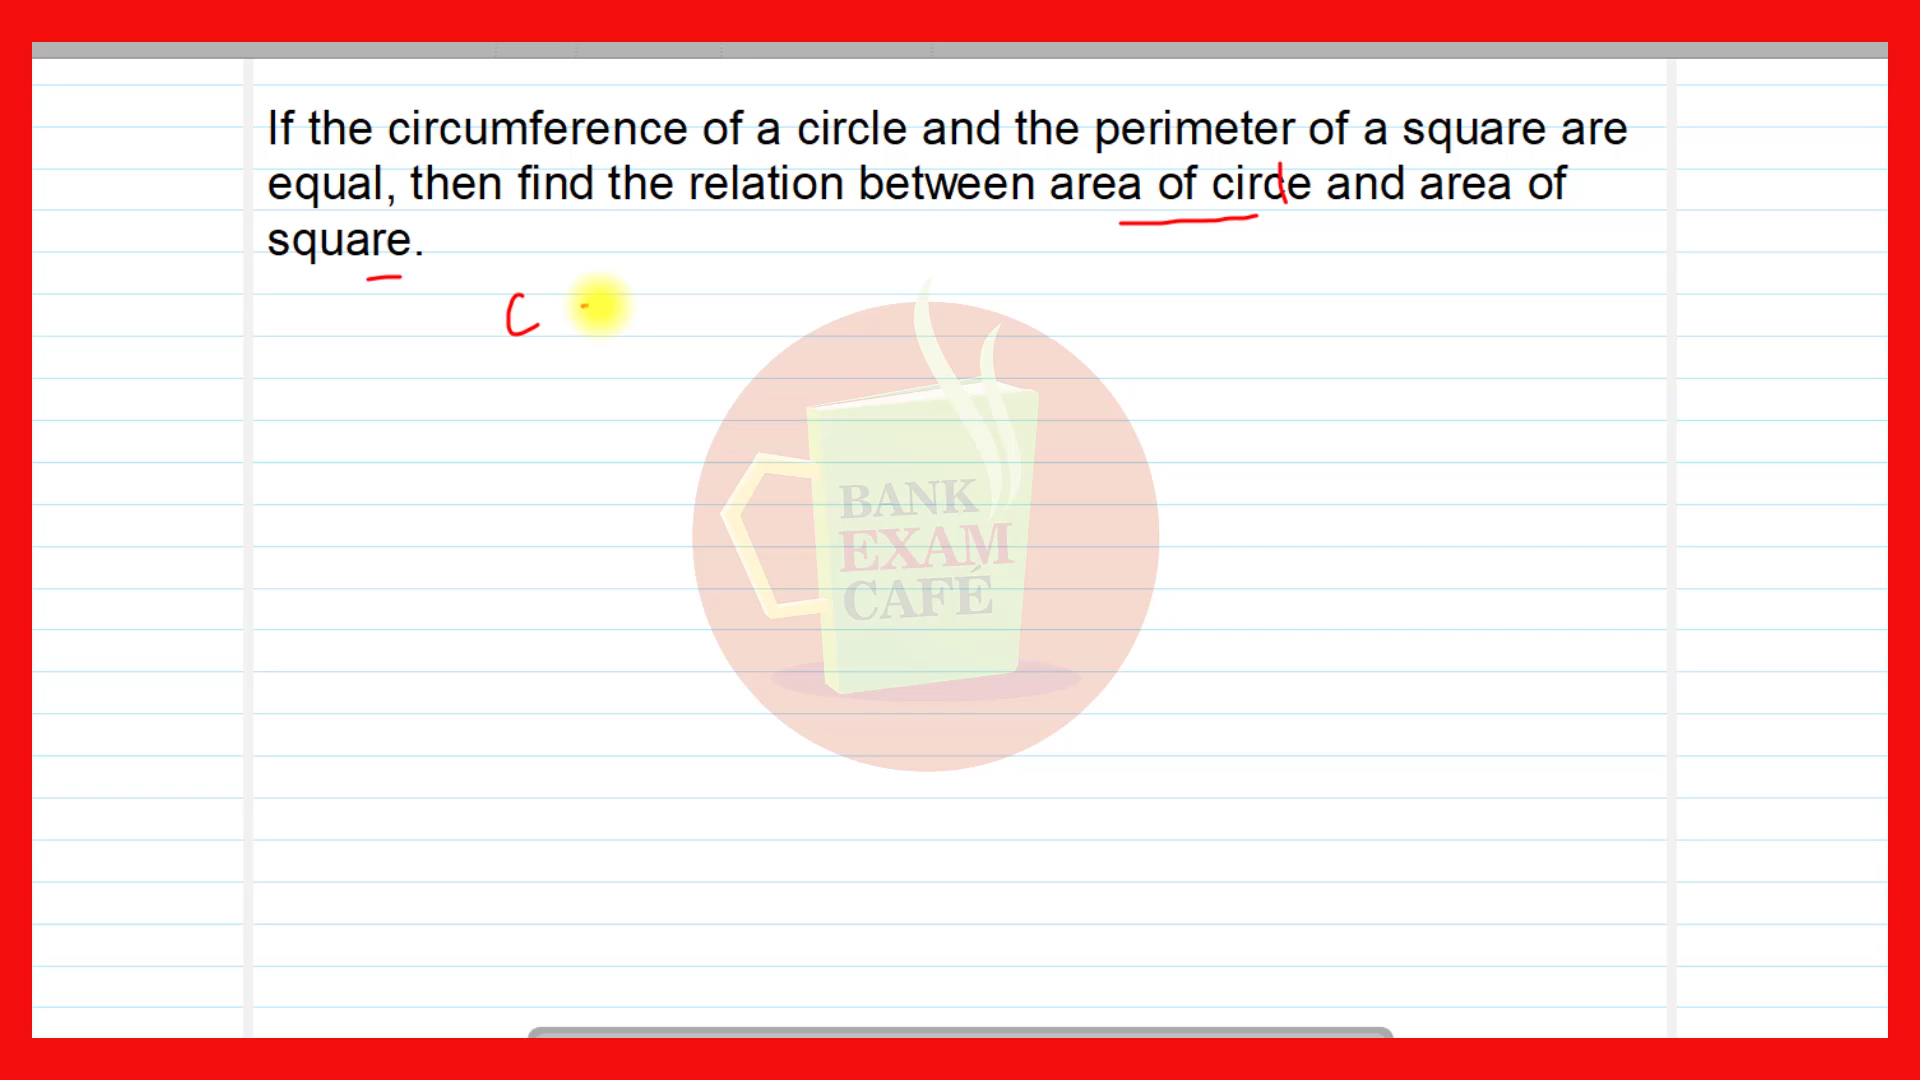 If the circumference of a circle and the perimeter of a square are
equal, then find the relation between area of circle and area of
square.
C
BANK
EXAM
CAFÉ